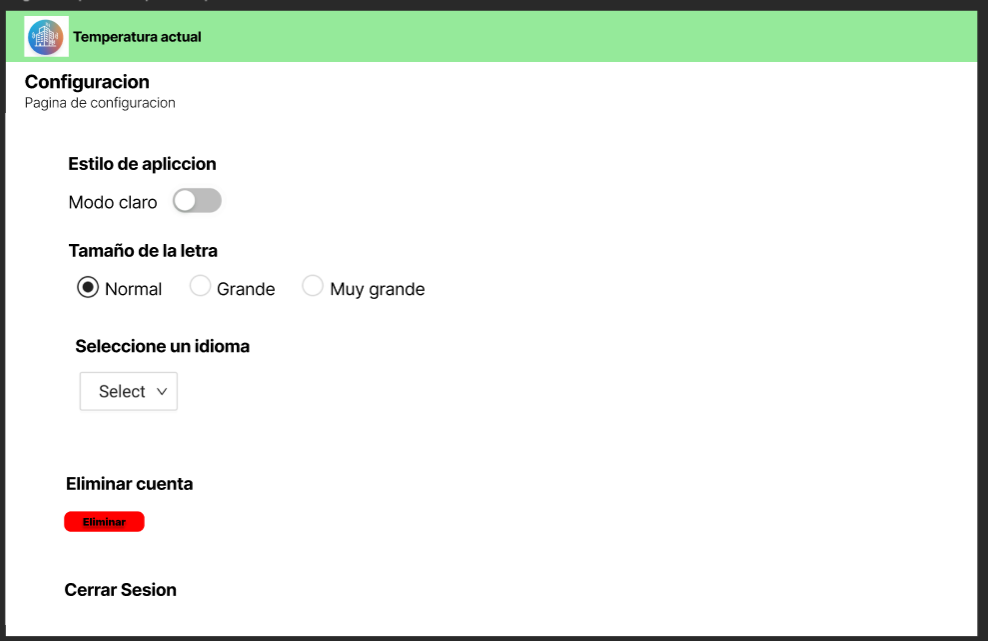 Temperatura actual
Configuracion
Pagina de configuracion
Estilo de apliccion
Modo claro
Tamaño de la letra
Normal Grande Muy grande
Seleccione un idioma
Select
Eliminar cuenta
Eliminar
Cerrar Sesion